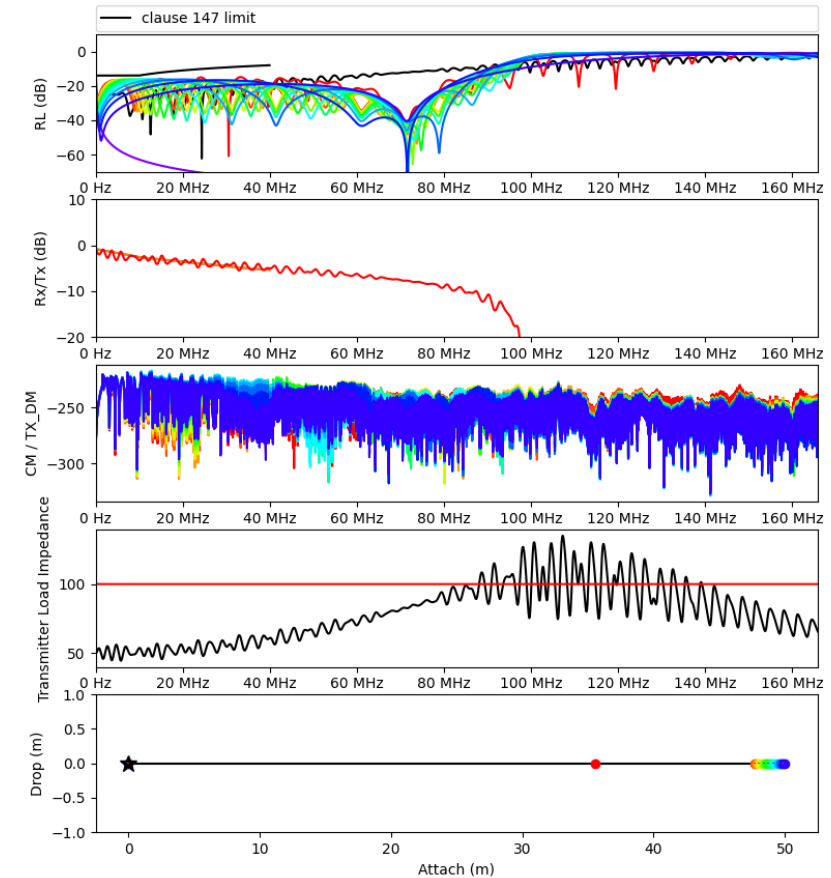 clause 147 limit
RL (dB)
0
−20
−40
−60
0 Hz 20 MHz 40 MHz 60 MHz 80 MHz 100 MHz 120 MHz 140 MHz 160 MHz
Rx/Tx (dB)
10
0
−10
−20
0 Hz 20 MHz 40 MHz 60 MHz 80 MHz 100 MHz 120 MHz 140 MHz 160 MHz
CM / TX_DM
−250
−300
0 Hz 20 MHz 40 MHz 60 MHz 80 MHz 100 MHz 120 MHz 140 MHz 160 MHz
Transmitter Load Impedance
100
50
0 Hz 20 MHz 40 MHz 60 MHz 80 MHz 100 MHz 120 MHz 140 MHz 160 MHz
Drop (m)
1.0
0.5
0.0
−0.5
−1.0
0 10 20 30 40 50
Attach (m)